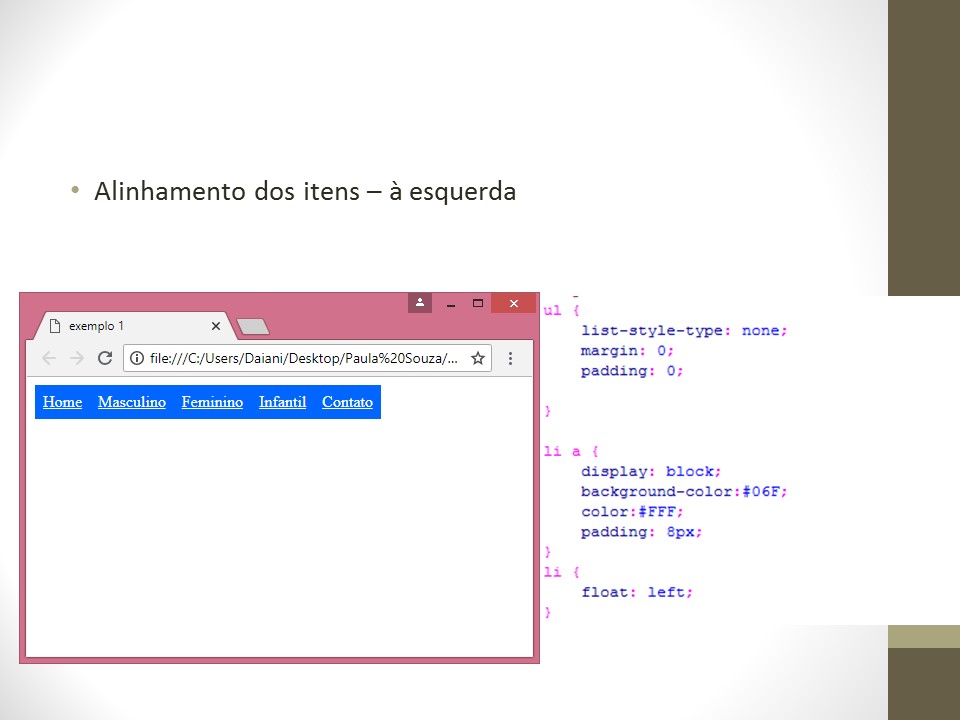 • Alinhamento dos itens – à esquerda
exemplo 1
file:///C:/Users/Daiani/Desktop/Paula%20Souza/...
Home Masculino Feminino Infantil Contato
ul {
list-style-type: none;
margin: 0;
padding: 0;
}
li a {
display: block;
background-color:#06F;
color:#FFF;
padding: 8px;
}
li {
float: left;
}